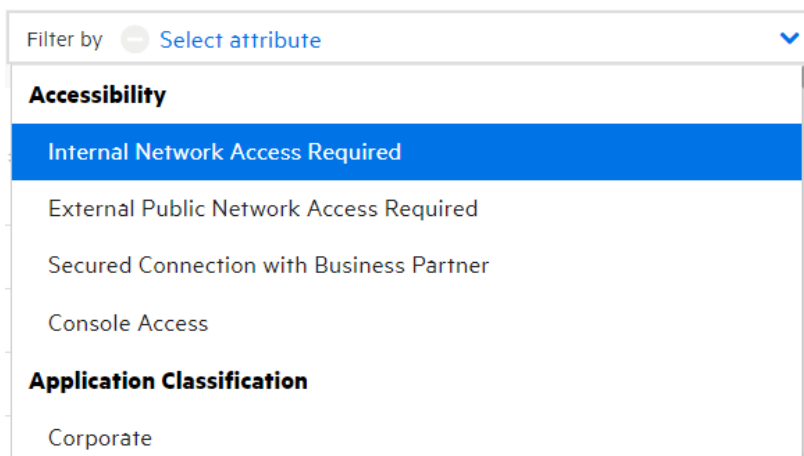 Filter by Select attribute
Accessibility
Internal Network Access Required
External Public Network Access Required
Secured Connection with Business Partner
Console Access
Application Classification
Corporate